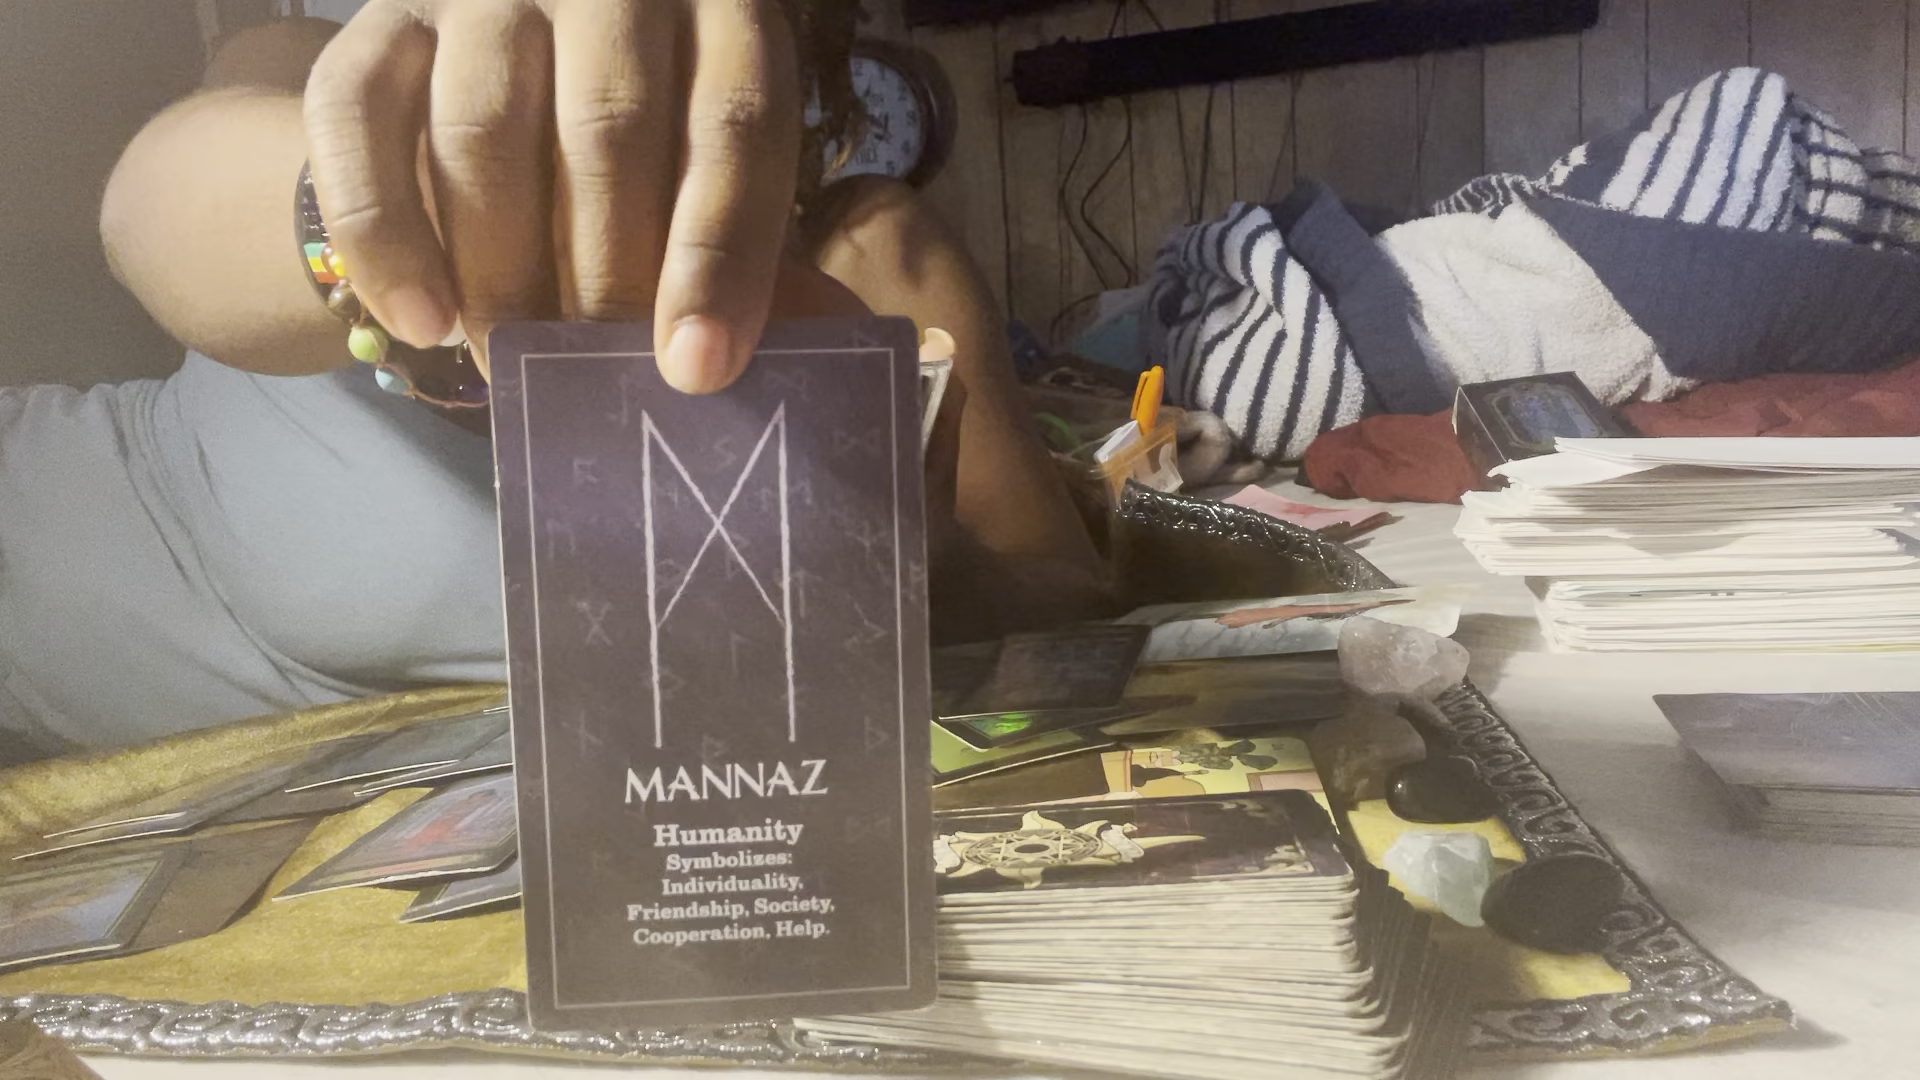 MANNAZ
Humanity
Symbolizes:
Individuality,
Friendship, Society,
Cooperation, Help.